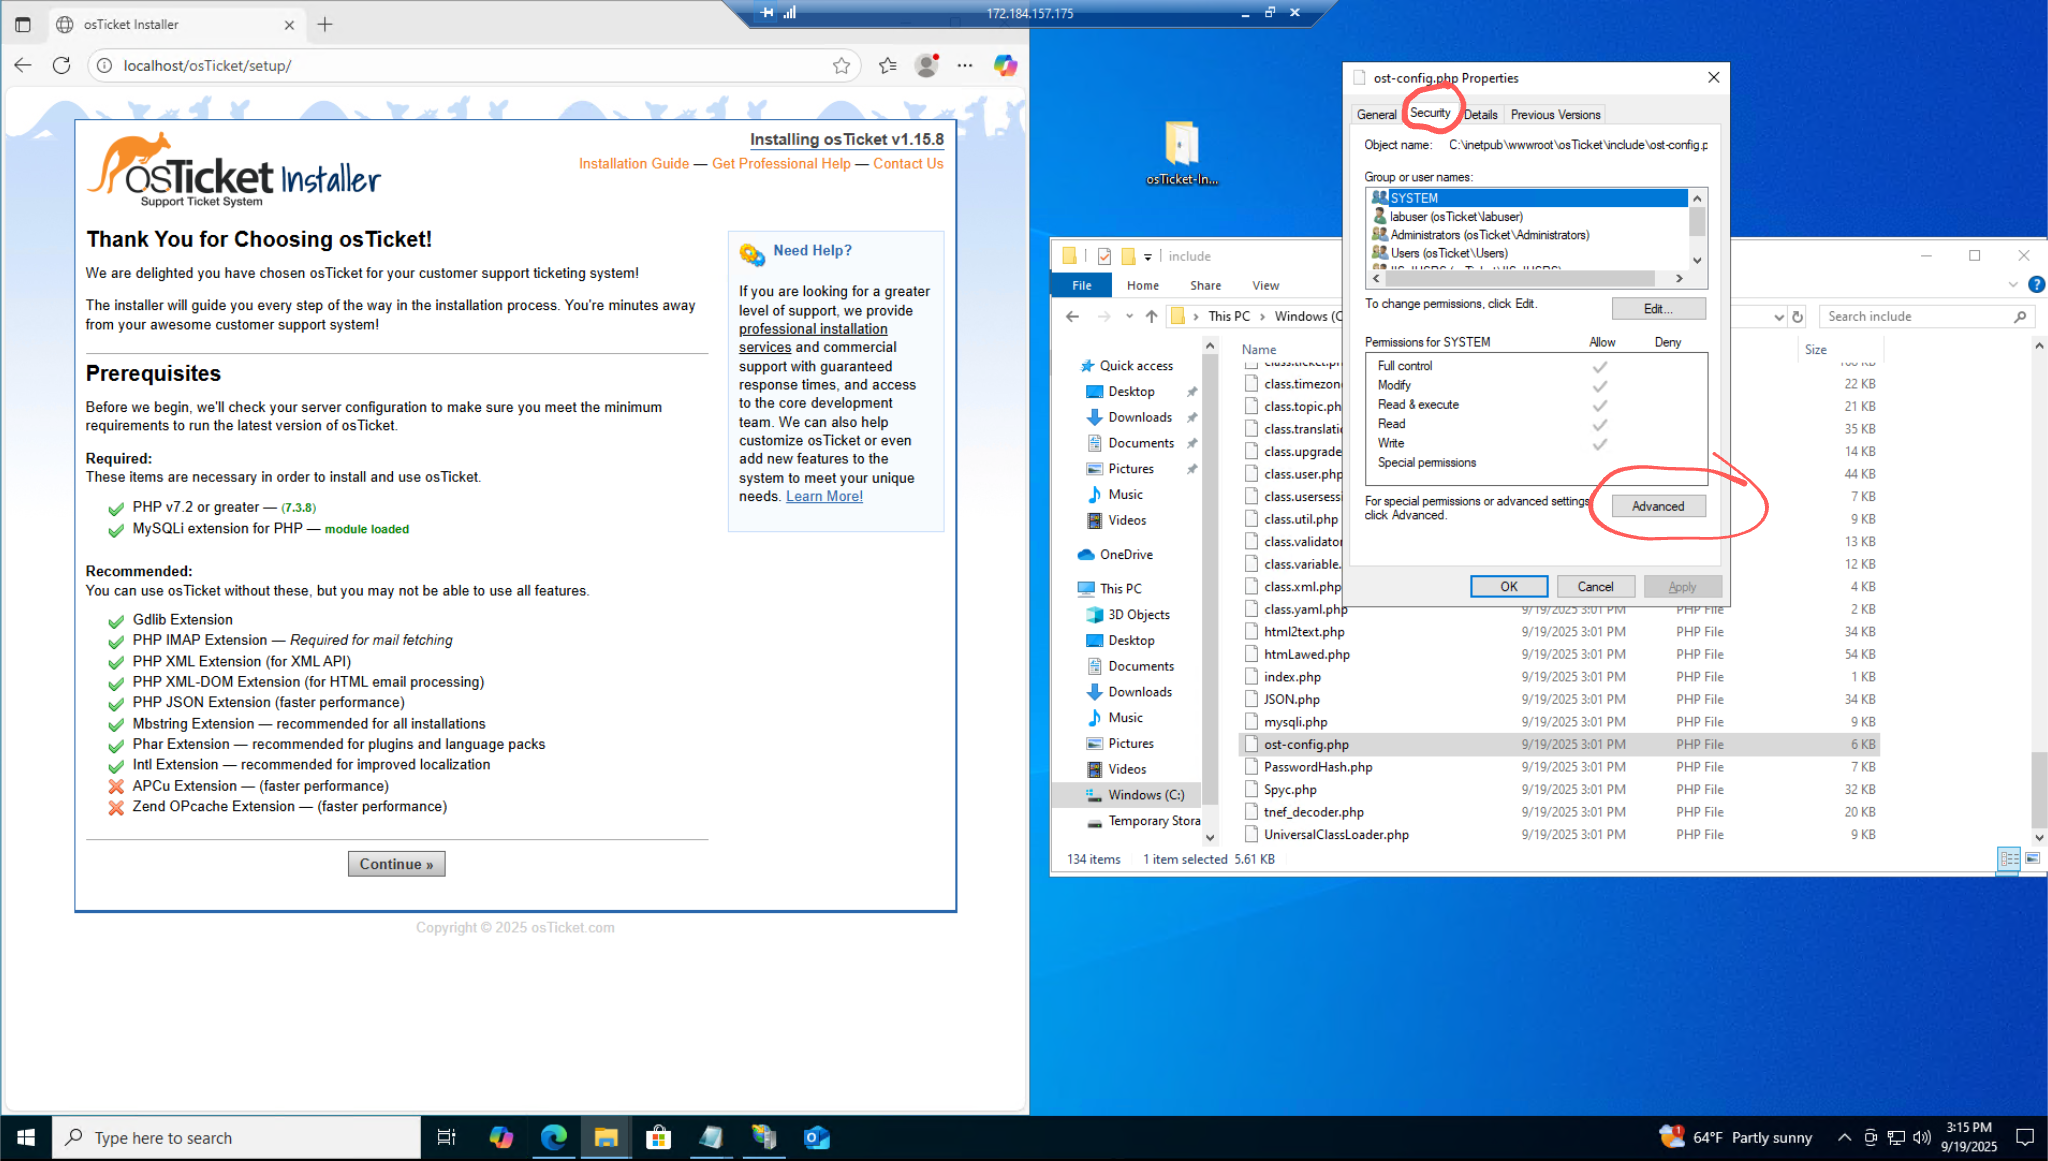 osTicket Installer
172.184.157.175
localhost/osTicket/setup/
osTicket Installer
Support Ticket System
Installing osTicket v1.15.8
Installation Guide — Get Professional Help — Contact Us
Thank You for Choosing osTicket!
We are delighted you have chosen osTicket for your customer support ticketing system!
The installer will guide you every step of the way in the installation process. You're minutes away
from your awesome customer support system!
Prerequisites
Before we begin, we'll check your server configuration to make sure you meet the minimum
requirements to run the latest version of osTicket.
Required:
These items are necessary in order to install and use osTicket.
PHP v7.2 or greater — (7.3.8)
MySQLi extension for PHP — module loaded
Recommended:
You can use osTicket without these, but you may not be able to use all features.
Gdlib Extension
PHP IMAP Extension — Required for mail fetching
PHP XML Extension (for XML API)
PHP XML-DOM Extension (for HTML email processing)
PHP JSON Extension (faster performance)
Mbstring Extension — recommended for all installations
Phar Extension — recommended for plugins and language packs
Intl Extension — recommended for improved localization
APCu Extension — (faster performance)
Zend OPcache Extension — (faster performance)
Continue »
Need Help?
If you are looking for a greater
level of support, we provide
professional installation
services and commercial
support with guaranteed
response times, and access
to the core development
team. We can also help
customize osTicket or even
add new features to the
system to meet your unique
needs. Learn More!
Copyright © 2025 osTicket.com
osTicket-In...
ost-config.php Properties
General Security Details Previous Versions
Object name: C:\inetpub\wwwroot\osTicket\include\ost-config.p
Group or user names:
SYSTEM
labuser (osTicket\labuser)
Administrators (osTicket\Administrators)
Users (osTicket\Users)
To change permissions, click Edit.
Edit...
Permissions for SYSTEM Allow Deny
Full control
Modify
Read & execute
Read
Write
Special permissions
For special permissions or advanced settings,
click Advanced.
Advanced
OK Cancel Apply
include
File Home Share View
This PC Windows (C
Search include
Quick access
Desktop
Downloads
Documents
Pictures
Music
Videos
OneDrive
This PC
3D Objects
Desktop
Documents
Downloads
Music
Pictures
Videos
Windows (C:)
Temporary Stora
Name Size
class.timezon 22 KB
class.topic.ph 21 KB
class.translati 35 KB
class.upgrade 14 KB
class.user.php 44 KB
class.usersessi 7 KB
class.util.php 9 KB
class.validator 13 KB
class.variable. 12 KB
class.xml.php 4 KB
class.yaml.php 9/19/2025 3:01 PM PHP File 2 KB
html2text.php 9/19/2025 3:01 PM PHP File 34 KB
htmLawed.php 9/19/2025 3:01 PM PHP File 54 KB
index.php 9/19/2025 3:01 PM PHP File 1 KB
JSON.php 9/19/2025 3:01 PM PHP File 34 KB
mysqli.php 9/19/2025 3:01 PM PHP File 9 KB
ost-config.php 9/19/2025 3:01 PM PHP File 6 KB
PasswordHash.php 9/19/2025 3:01 PM PHP File 7 KB
Spyc.php 9/19/2025 3:01 PM PHP File 32 KB
tnef_decoder.php 9/19/2025 3:01 PM PHP File 20 KB
UniversalClassLoader.php 9/19/2025 3:01 PM PHP File 9 KB
134 items 1 item selected 5.61 KB
Type here to search
64°F Partly sunny
3:15 PM
9/19/2025